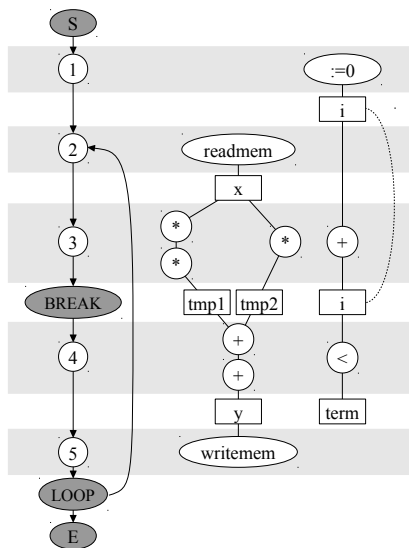 S
1
:=0
i
2
readmem
x
*
3
*
+
*
BREAK
tmp1
tmp2
i
+
4
<
+
y
term
5
writemem
LOOP
E